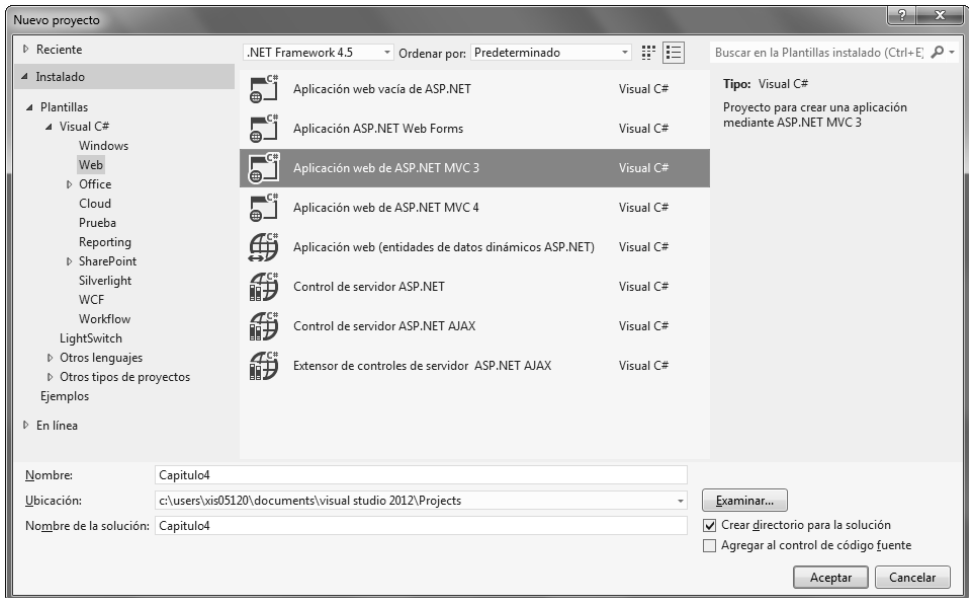 Nuevo proyecto
Reciente
Instalado
Plantillas
Visual C#
Windows
Web
Office
Cloud
Prueba
Reporting
SharePoint
Silverlight
WCF
Workflow
LightSwitch
Otros lenguajes
Otros tipos de proyectos
Ejemplos
En línea
.NET Framework 4.5 Ordenar por: Predeterminado
Aplicación web vacía de ASP.NET Visual C#
Aplicación ASP.NET Web Forms Visual C#
Aplicación web de ASP.NET MVC 3 Visual C#
Aplicación web de ASP.NET MVC 4 Visual C#
Aplicación web (entidades de datos dinámicos ASP.NET) Visual C#
Control de servidor ASP.NET Visual C#
Control de servidor ASP.NET AJAX Visual C#
Extensor de controles de servidor ASP.NET AJAX Visual C#
Buscar en la Plantillas instalado (Ctrl+E)
Tipo: Visual C#
Proyecto para crear una aplicación
mediante ASP.NET MVC 3
Nombre: Capitulo4
Ubicación: c:\users\xis05120\documents\visual studio 2012\Projects
Examinar...
Nombre de la solución: Capitulo4
Crear directorio para la solución
Agregar al control de código fuente
Aceptar Cancelar